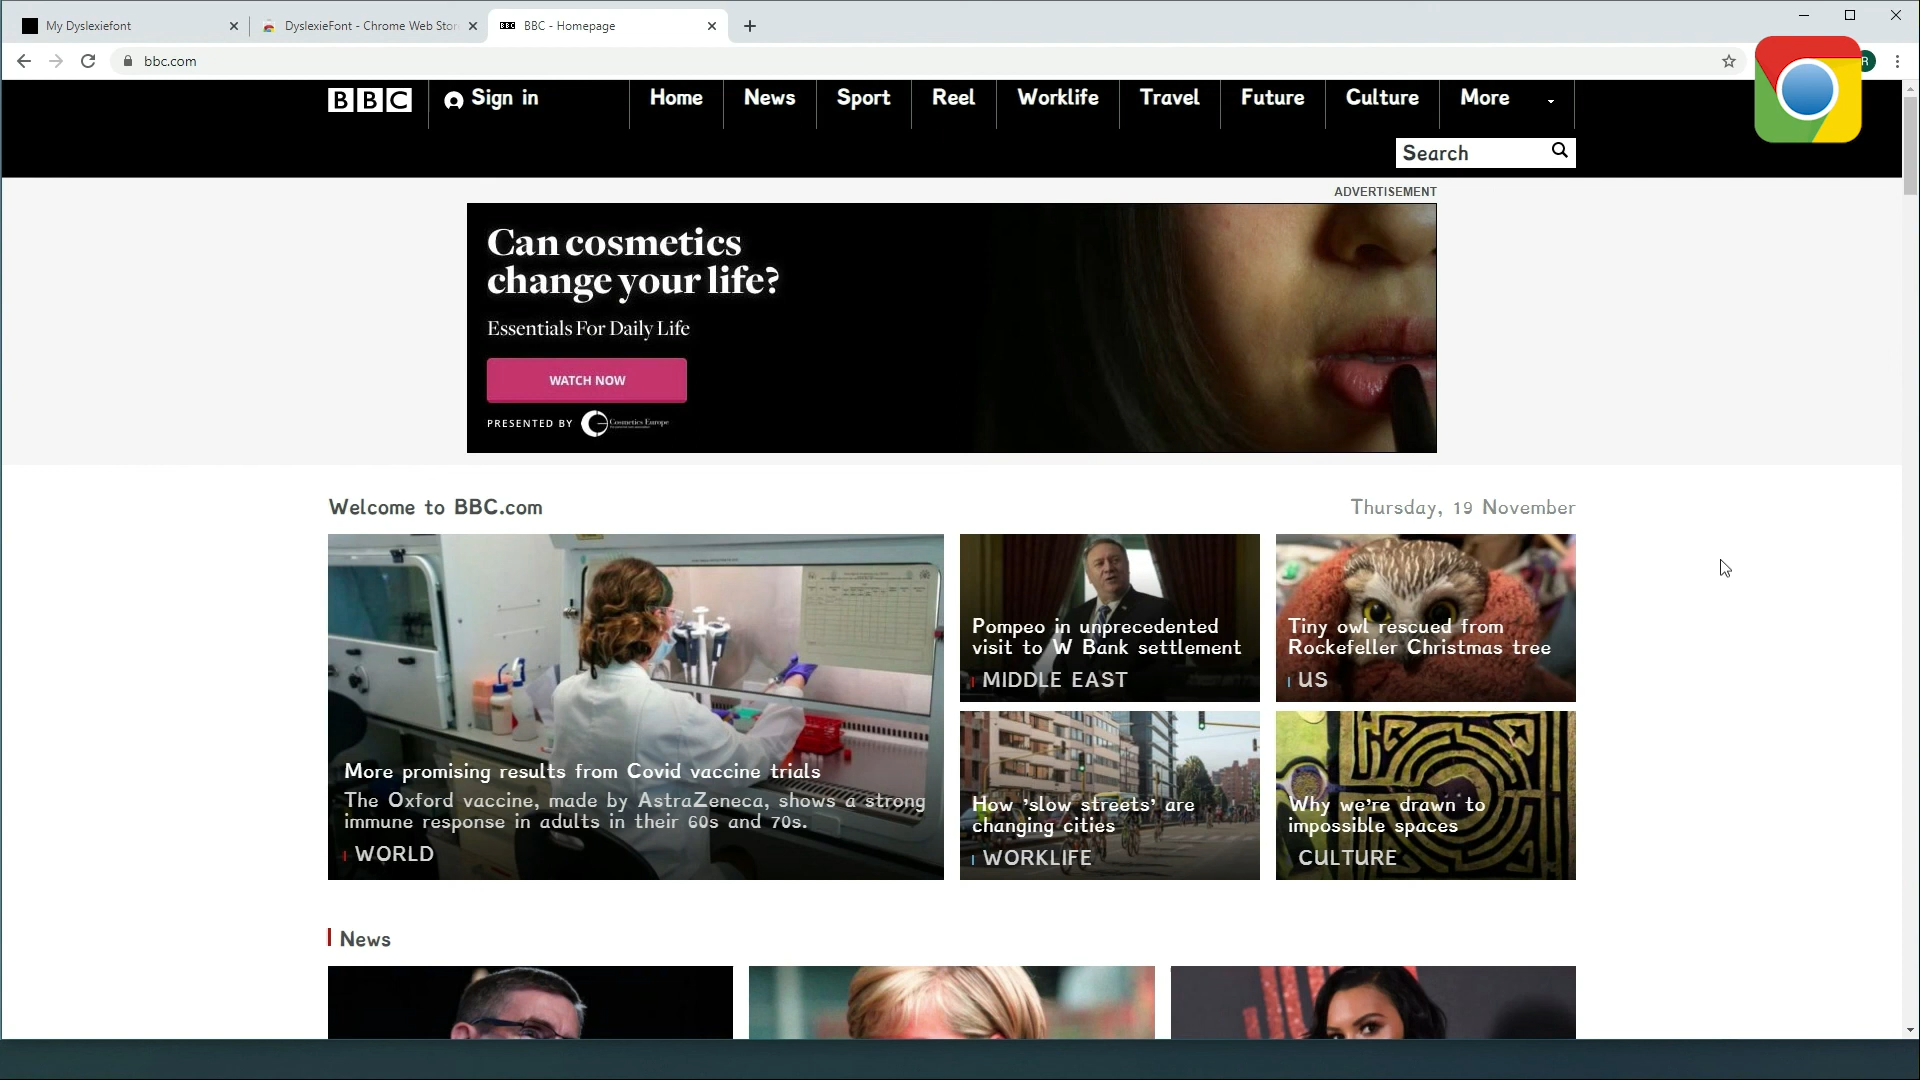 My Dyslexiefont
DyslexieFont - Chrome Web Stor
BBC BBC - Homepage
bbc.com
R
BBC
Sign in
Home
News
Sport
Reel
Worklife
Travel
Future
Culture
More
Search
ADVERTISEMENT
Can cosmetics
change your life?
Essentials For Daily Life
WATCH NOW
PRESENTED BY
Cosmetics Europe
Welcome to BBC.com
Thursday, 19 November
More promising results from Covid vaccine trials
The Oxford vaccine, made by AstraZeneca, shows a strong
immune response in adults in their 60s and 70s.
WORLD
Pompeo in unprecedented
visit to W Bank settlement
MIDDLE EAST
Tiny owl rescued from
Rockefeller Christmas tree
US
How 'slow streets' are
changing cities
WORKLIFE
Why we're drawn to
impossible spaces
CULTURE
News